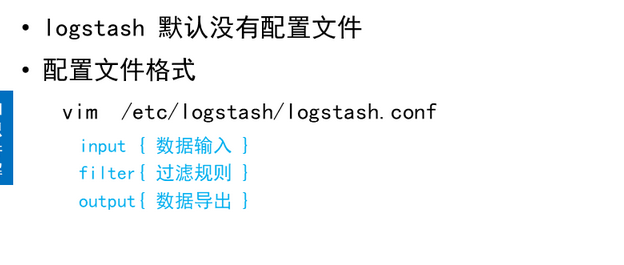 • logstash 默认没有配置文件
• 配置文件格式
vim /etc/logstash/logstash.conf
input { 数据输入 }
filter{ 过滤规则 }
output{ 数据导出 }